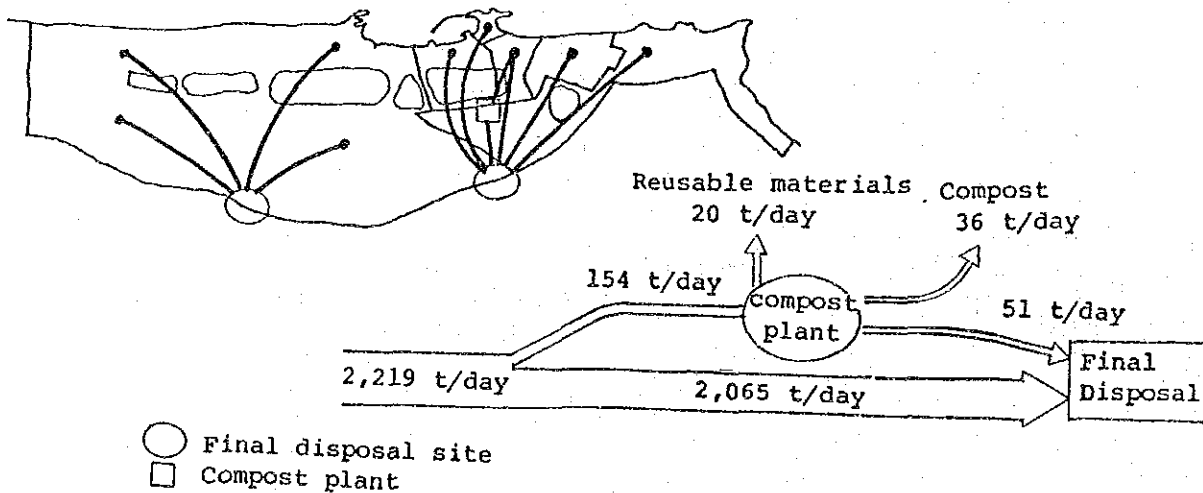 Reusable materials
20 t/day
Compost
36 t/day
154 t/day
compost
plant
51 t/day
2,219 t/day
2,065 t/day
Final
Disposal
Final disposal site
Compost plant